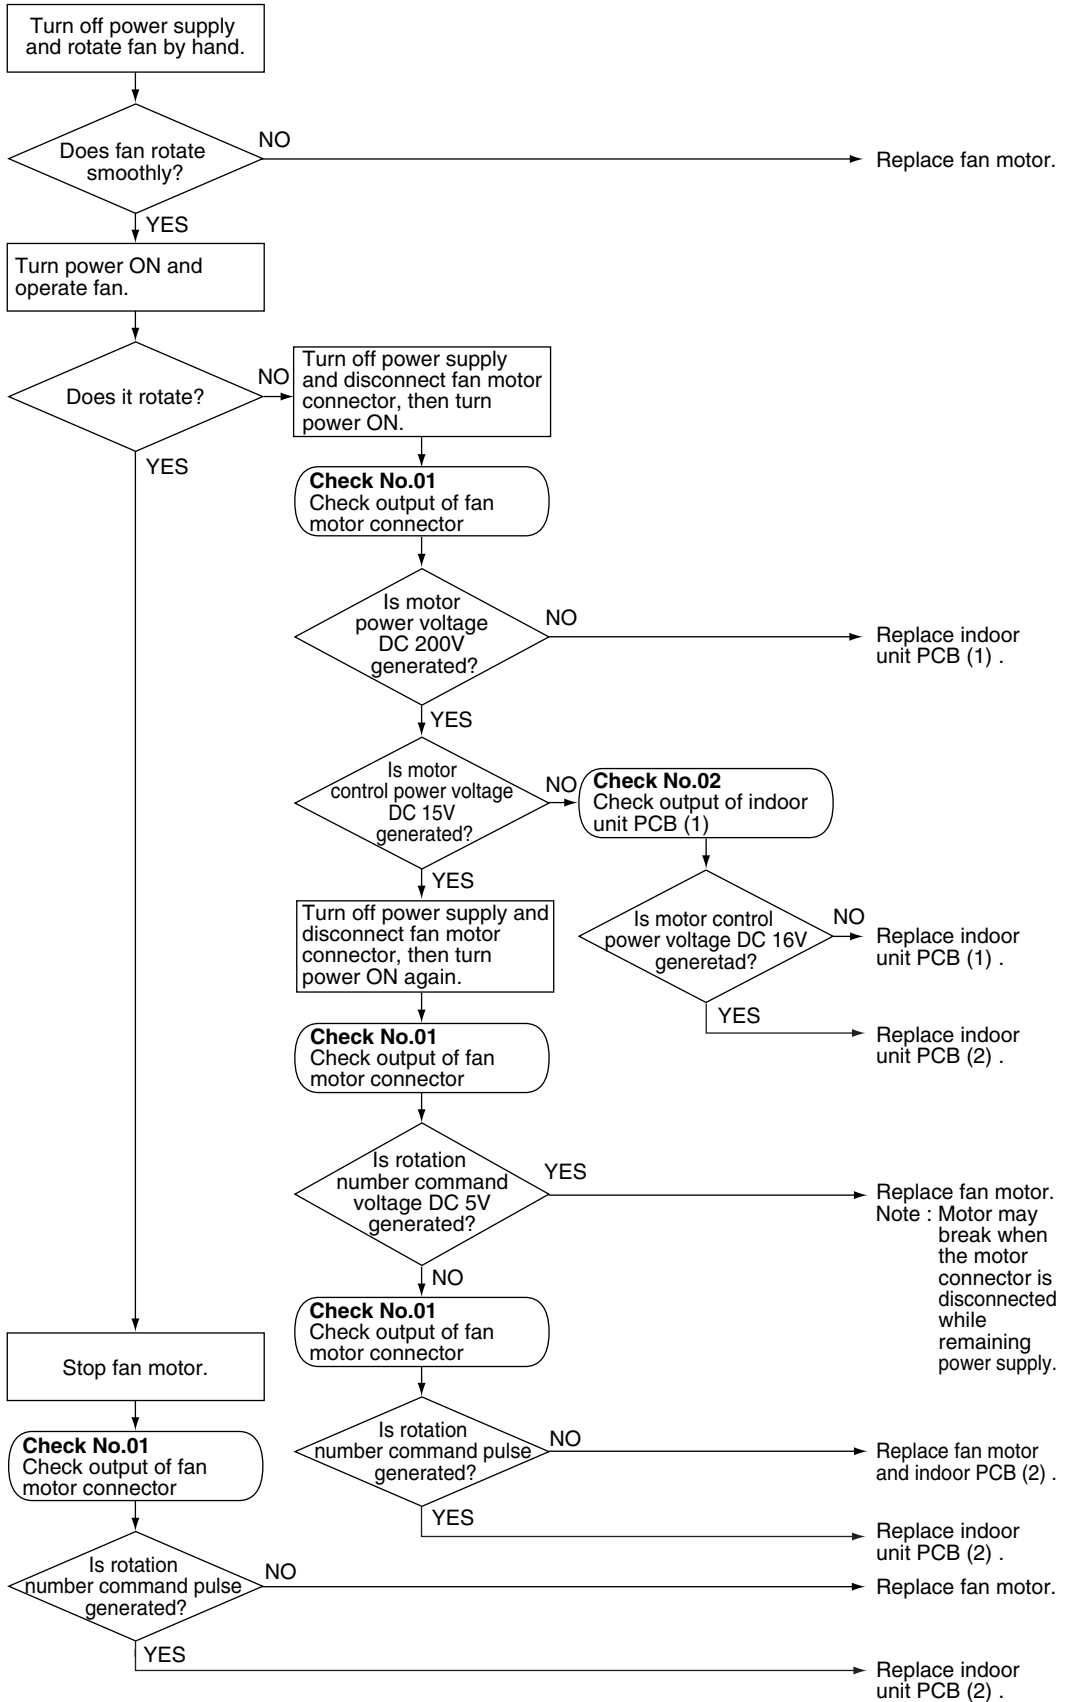 Turn off power supply
and rotate fan by hand.
Does fan rotate
smoothly?
NO
Replace fan motor.
YES
Turn power ON and
operate fan.
Does it rotate?
NO
YES
Turn off power supply
and disconnect fan motor
connector, then turn
power ON.
Check No.01
Check output of fan
motor connector
Is motor
power voltage
DC 200V
generated?
NO
Replace indoor
unit PCB (1) .
YES
Is motor
control power voltage
DC 15V
generated?
NO
Check No.02
Check output of indoor
unit PCB (1)
Is motor control
power voltage DC 16V
generetad?
NO
Replace indoor
unit PCB (1) .
YES
Replace indoor
unit PCB (2) .
YES
Turn off power supply and
disconnect fan motor
connector, then turn
power ON again.
Check No.01
Check output of fan
motor connector
Is rotation
number command
voltage DC 5V
generated?
YES
Replace fan motor.
Note : Motor may
break when
the motor
connector is
disconnected
while
remaining
power supply.
NO
Check No.01
Check output of fan
motor connector
Is rotation
number command pulse
generated?
NO
Replace fan motor
and indoor PCB (2) .
YES
Replace indoor
unit PCB (2) .
Stop fan motor.
Check No.01
Check output of fan
motor connector
Is rotation
number command pulse
generated?
NO
Replace fan motor.
YES
Replace indoor
unit PCB (2) .